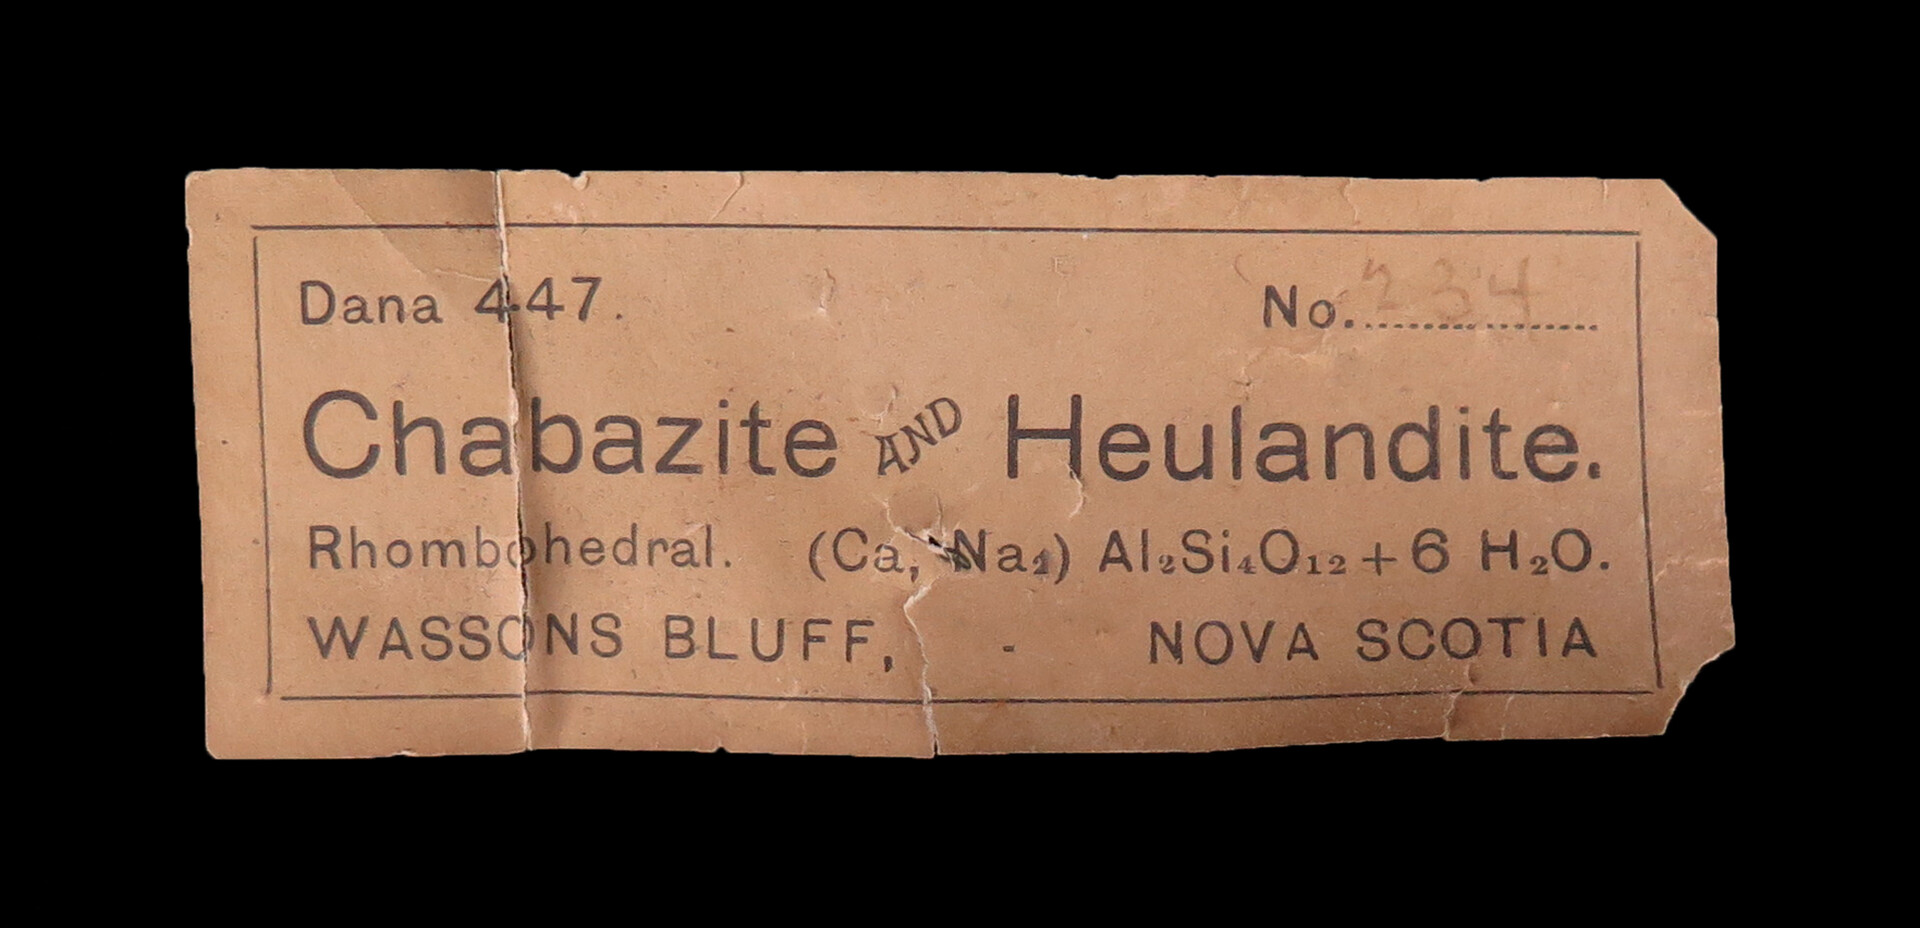 Dana 447. No. 234
Chabazite AND Heulandite.
Rhombohedral. (Ca, Na₂) Al₂Si₄O₁₂ + 6 H₂O.
WASSONS BLUFF, - NOVA SCOTIA